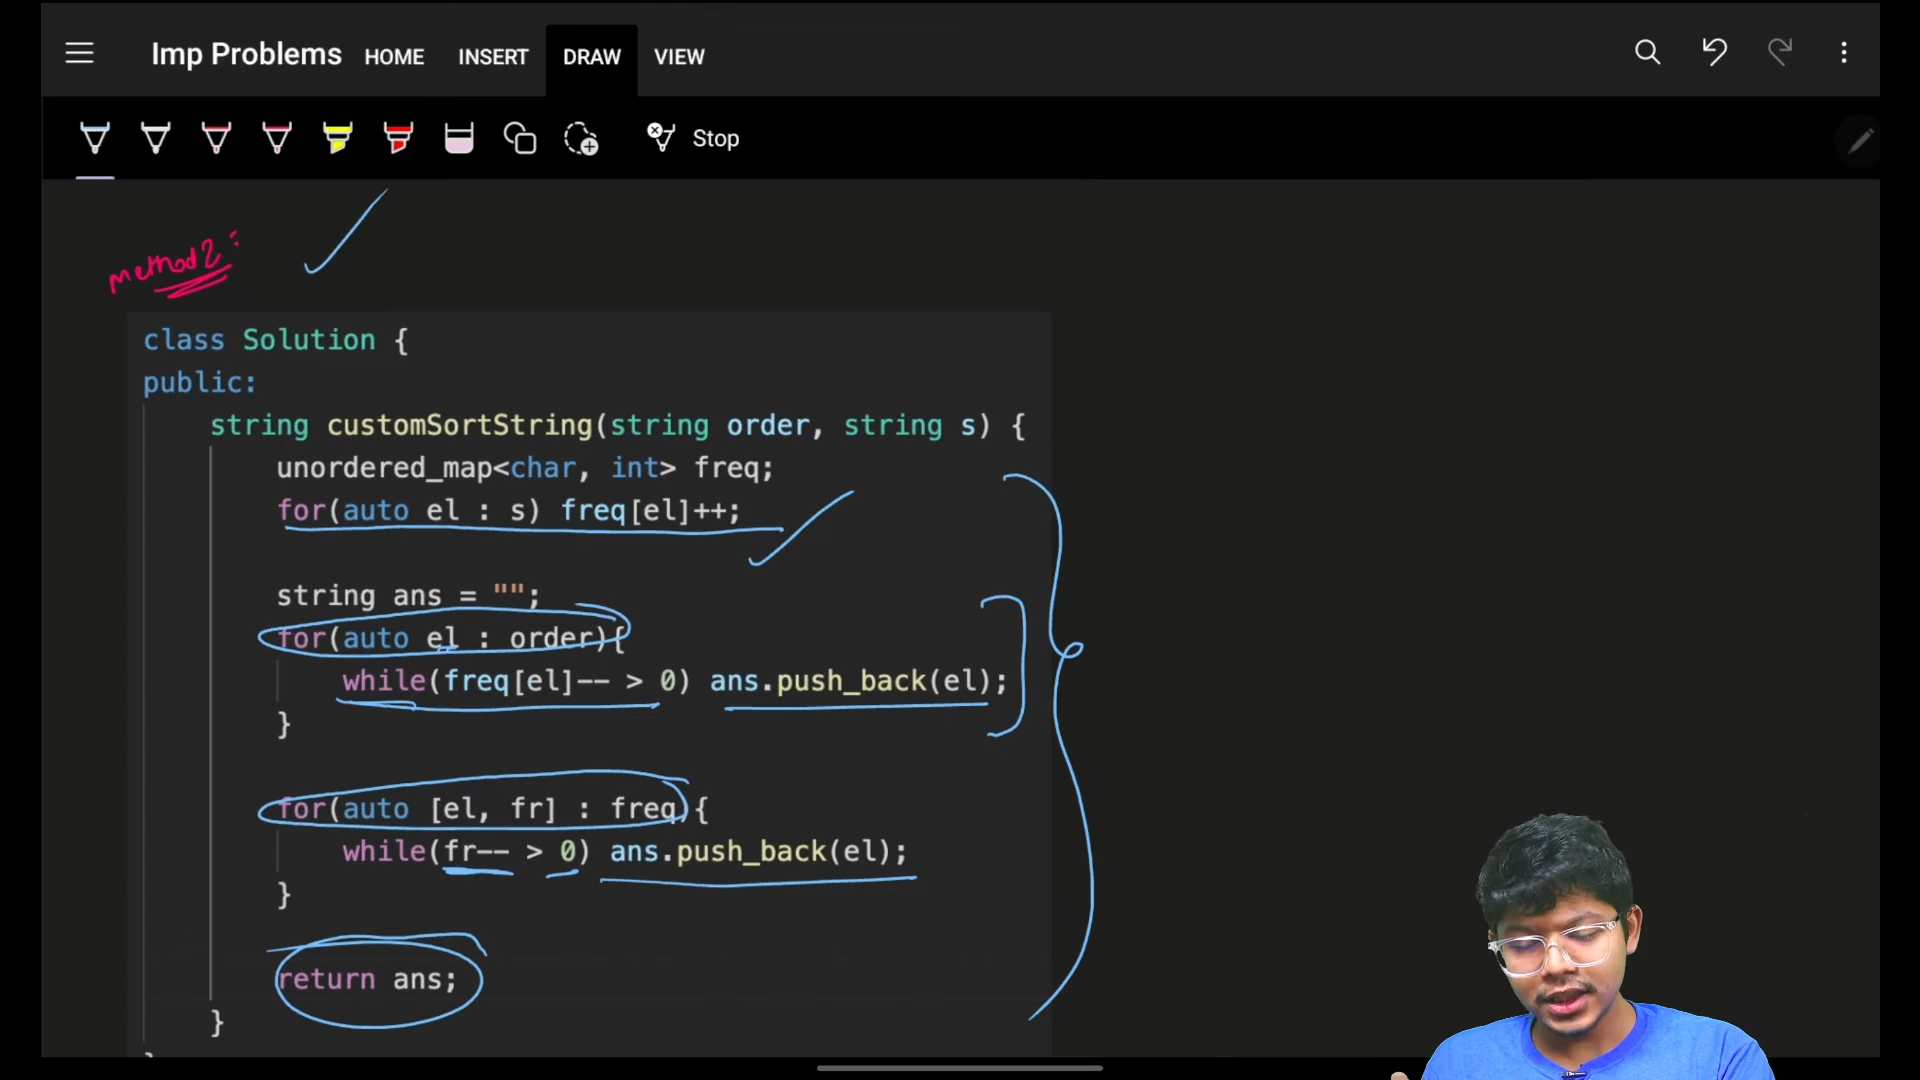 Imp Problems HOME INSERT DRAW VIEW
Stop
method 2:
class Solution {
public:
string customSortString(string order, string s) {
unordered_map<char, int> freq;
for(auto el : s) freq[el]++;
string ans = "";
for(auto el : order){
while(freq[el]-- > 0) ans.push_back(el);
}
for(auto [el, fr] : freq){
while(fr-- > 0) ans.push_back(el);
}
return ans;
}